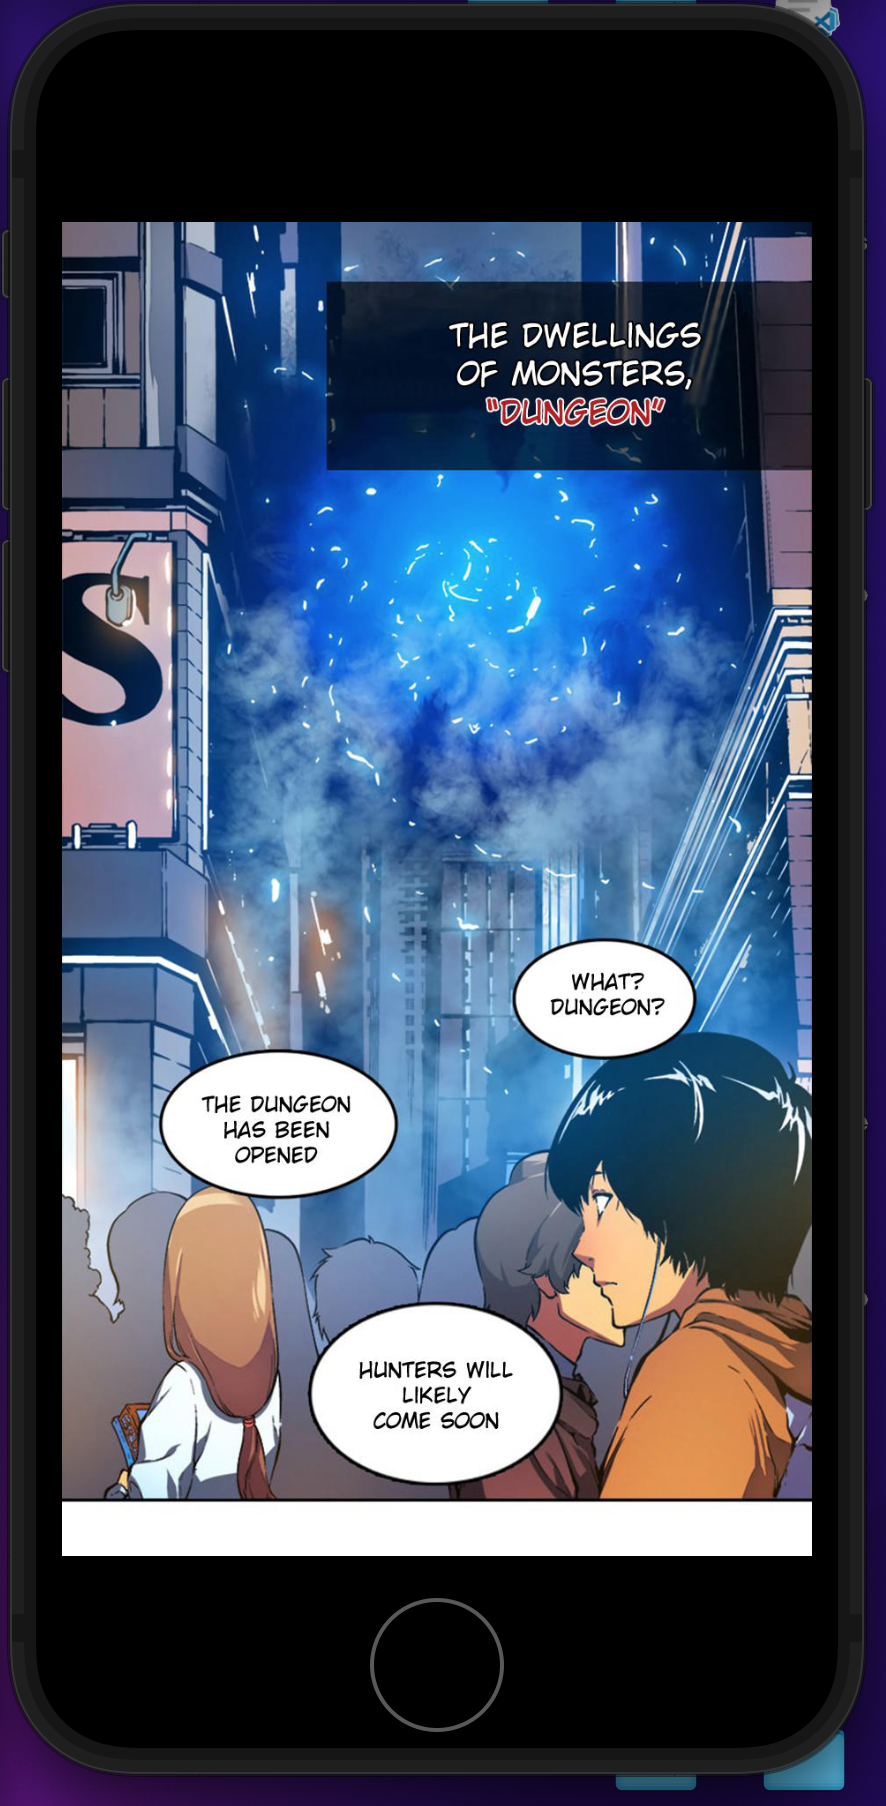 THE DWELLINGS
OF MONSTERS,
"DUNGEON"
S
WHAT?
DUNGEON?
THE DUNGEON
HAS BEEN
OPENED
HUNTERS WILL
LIKELY
COME SOON